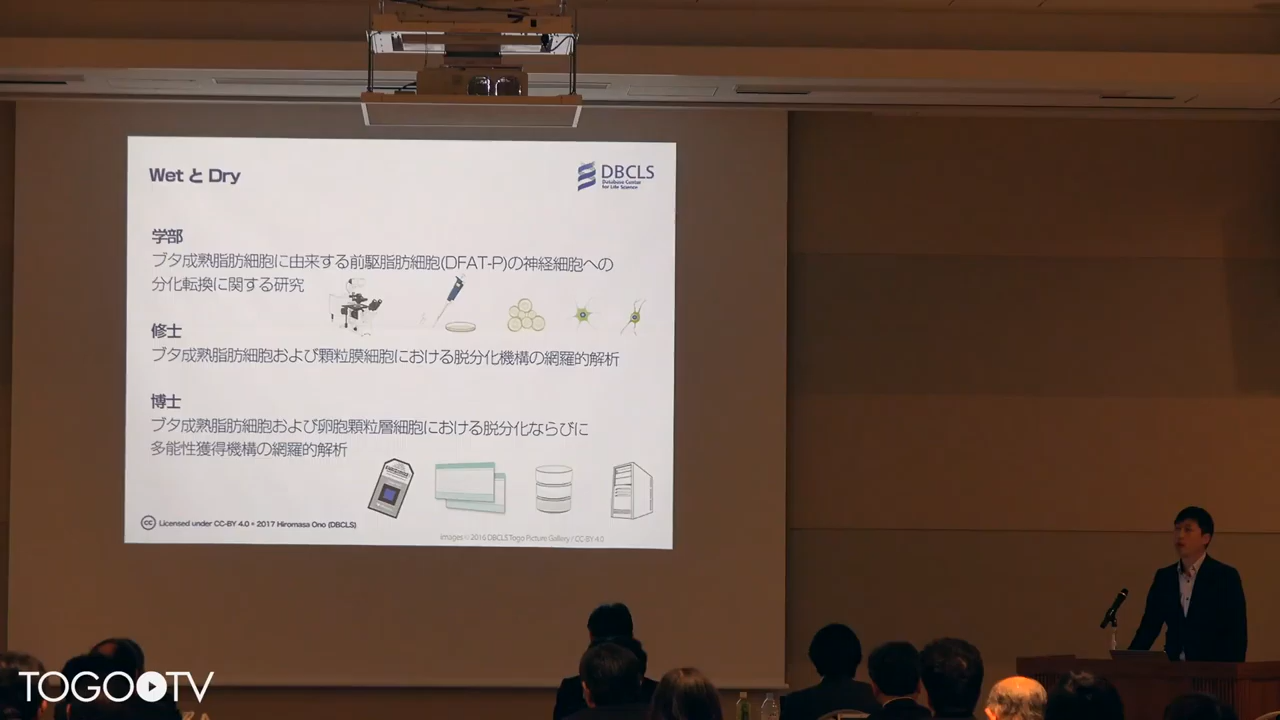 Wet と Dry
DBCLS
Database Center
for Life Science
学部
ブタ成熟脂肪細胞に由来する前駆脂肪細胞(DFAT-P)の神経細胞への
分化転換に関する研究
修士
ブタ成熟脂肪細胞および顆粒膜細胞における脱分化機構の網羅的解析
博士
ブタ成熟脂肪細胞および卵胞顆粒層細胞における脱分化ならびに
多能性獲得機構の網羅的解析
cc Licensed under CC-BY 4.0 © 2017 Hiromasa Ono (DBCLS)
Images © 2016 DBCLS Togo Picture Gallery / CC-BY 4.0
TOGO TV